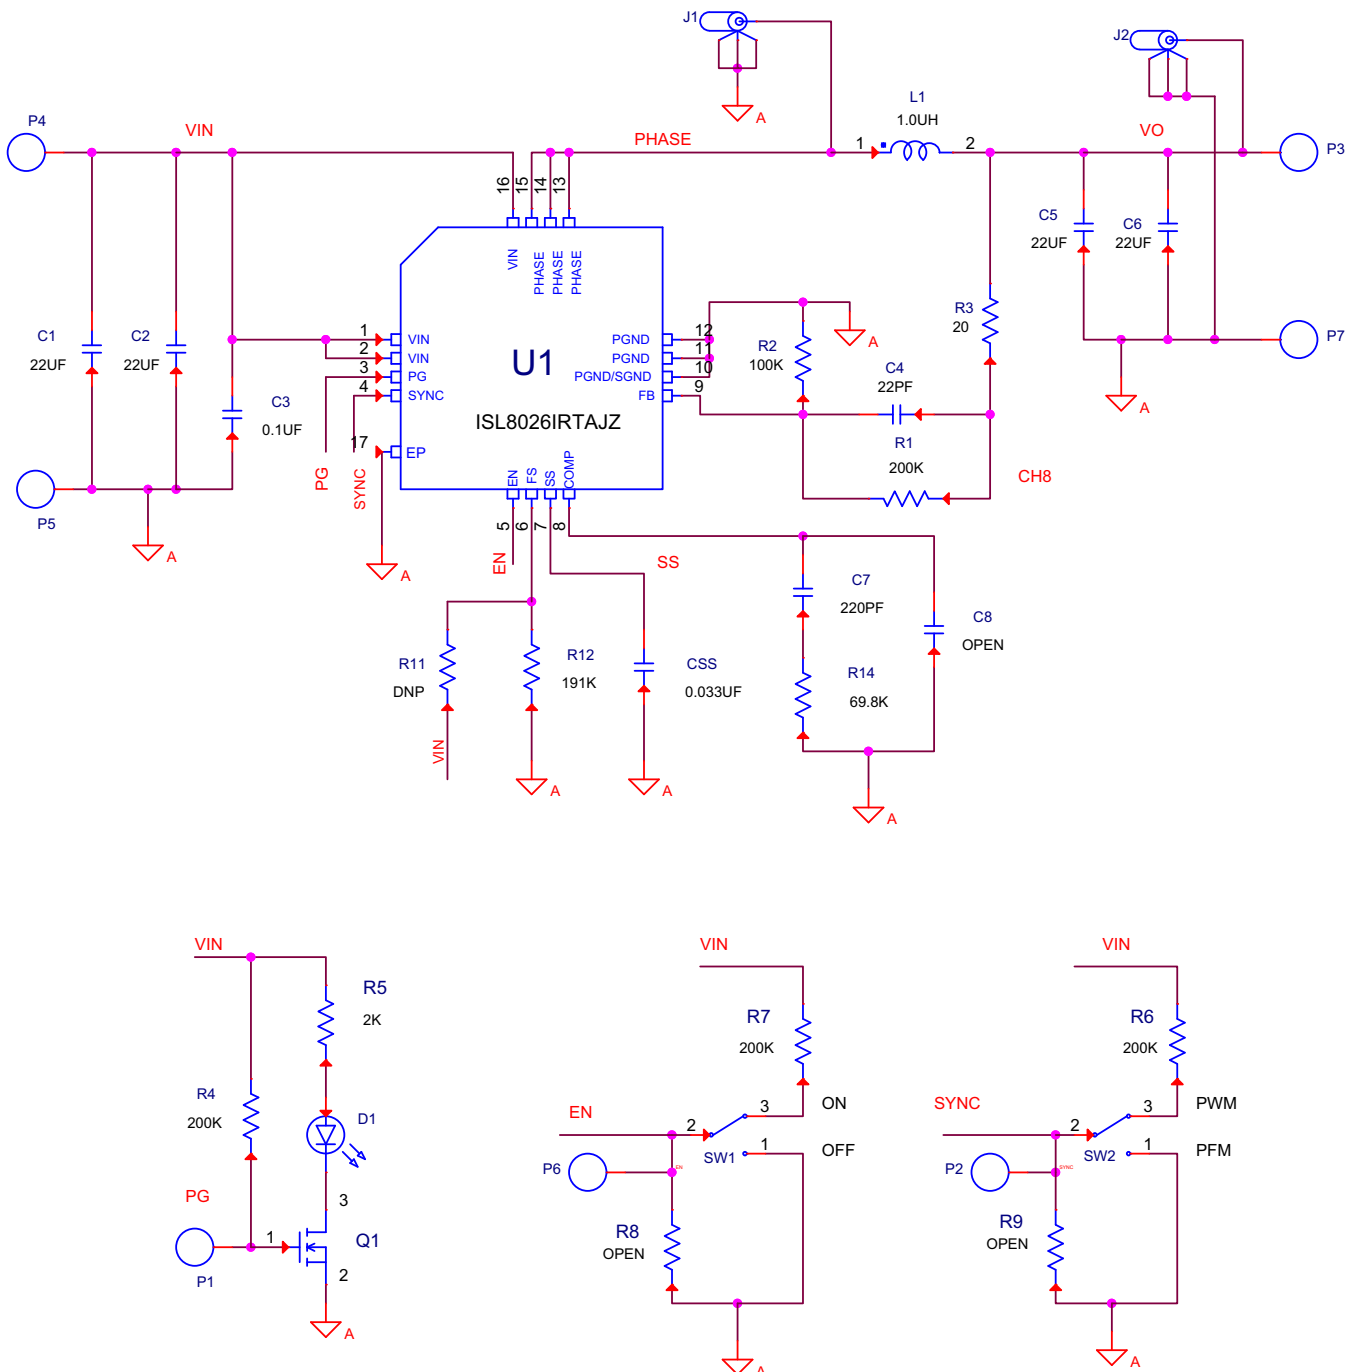 J1
J2
A
L1
1.0UH
P4
VIN
PHASE
1
2
VO
P3
16
15
14
13
VIN
PHASE
PHASE
PHASE
C5
22UF
C6
22UF
C1
22UF
C2
22UF
C3
0.1UF
1
2
3
4
17
VIN
VIN
PG
SYNC
EP
U1
ISL8026IRTAJZ
PGND
PGND
PGND/SGND
FB
12
11
10
9
R2
100K
A
R3
20
C4
22PF
R1
200K
CH8
P7
A
P5
A
PG
SYNC
A
EN
FS
SS
COMP
5
6
7
8
EN
SS
R11
DNP
VIN
R12
191K
A
CSS
0.033UF
A
C7
220PF
R14
69.8K
C8
OPEN
A
VIN
R5
2K
R4
200K
D1
PG
P1
1
3
Q1
2
A
VIN
R7
200K
EN
2
3
ON
SW1
1
OFF
P6
EN
R8
OPEN
A
VIN
R6
200K
SYNC
2
3
PWM
SW2
1
PFM
P2
SYNC
R9
OPEN
A